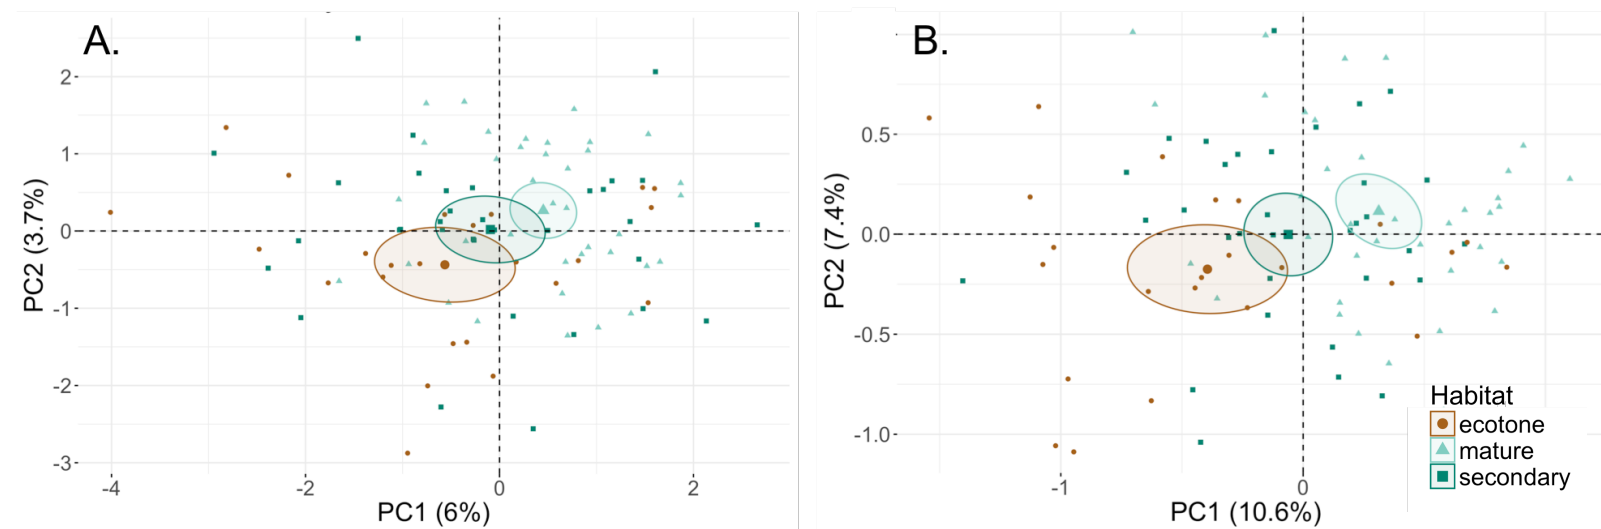 A.
2
1
0
-1
-2
-3
PC2 (3.7%)
-4
-2
0
2
PC1 (6%)
B.
0.5
0.0
-0.5
-1.0
PC2 (7.4%)
-1
0
PC1 (10.6%)
Habitat
ecotone
mature
secondary